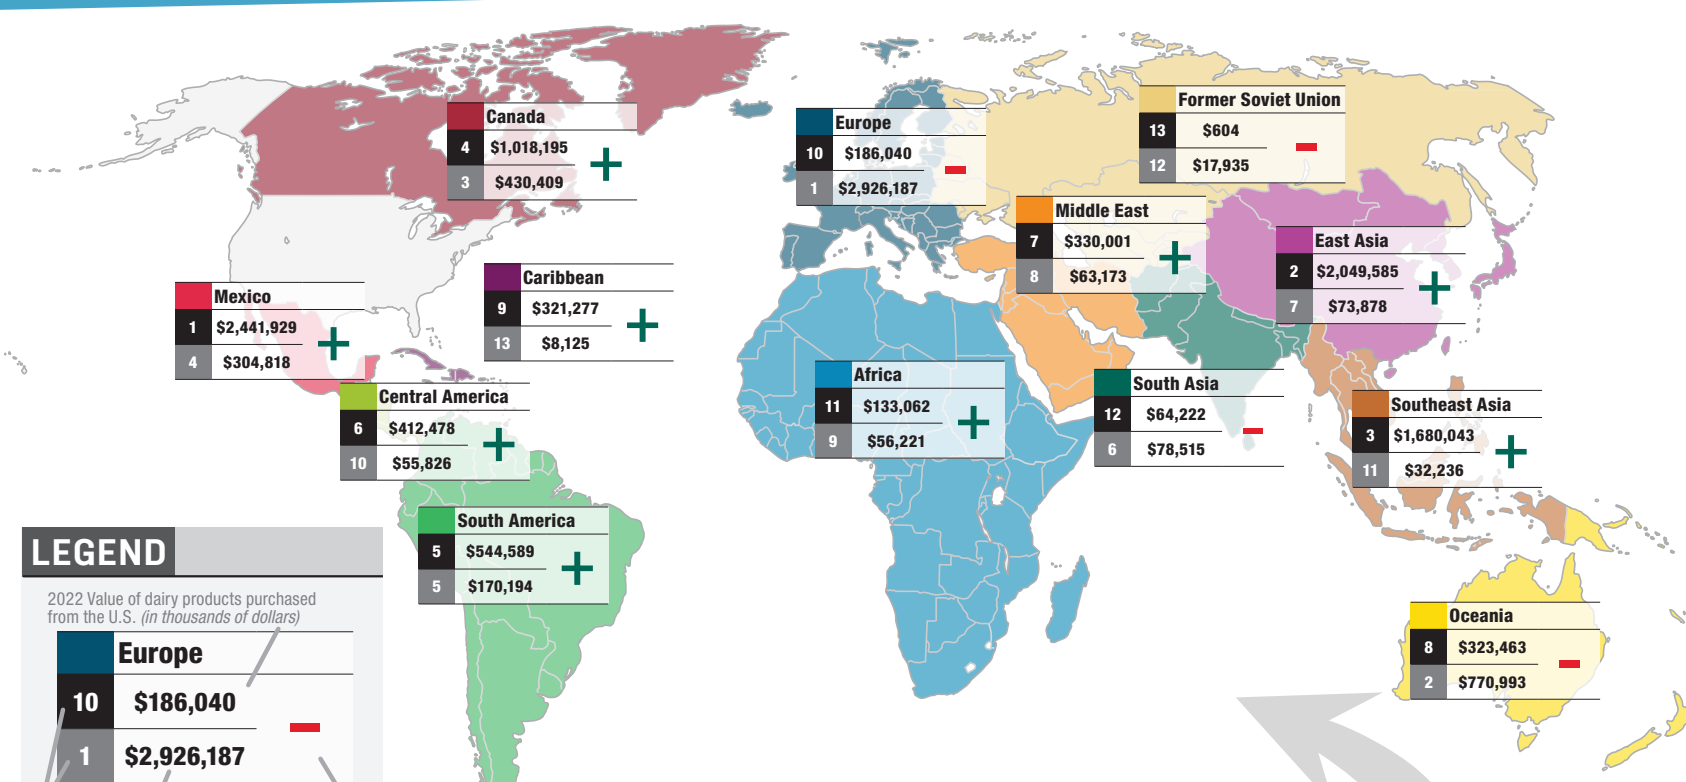 Canada
4 $1,018,195
3 $430,409
Europe
10 $186,040
1 $2,926,187
Former Soviet Union
13 $604
12 $17,935
Middle East
7 $330,001
8 $63,173
East Asia
2 $2,049,585
7 $73,878
Mexico
1 $2,441,929
4 $304,818
Caribbean
9 $321,277
13 $8,125
Central America
6 $412,478
10 $55,826
Africa
11 $133,062
9 $56,221
South Asia
12 $64,222
6 $78,515
Southeast Asia
3 $1,680,043
11 $32,236
South America
5 $544,589
5 $170,194
Oceania
8 $323,463
2 $770,993
LEGEND
2022 Value of dairy products purchased
from the U.S. (in thousands of dollars)
Europe
10 $186,040
1 $2,926,187